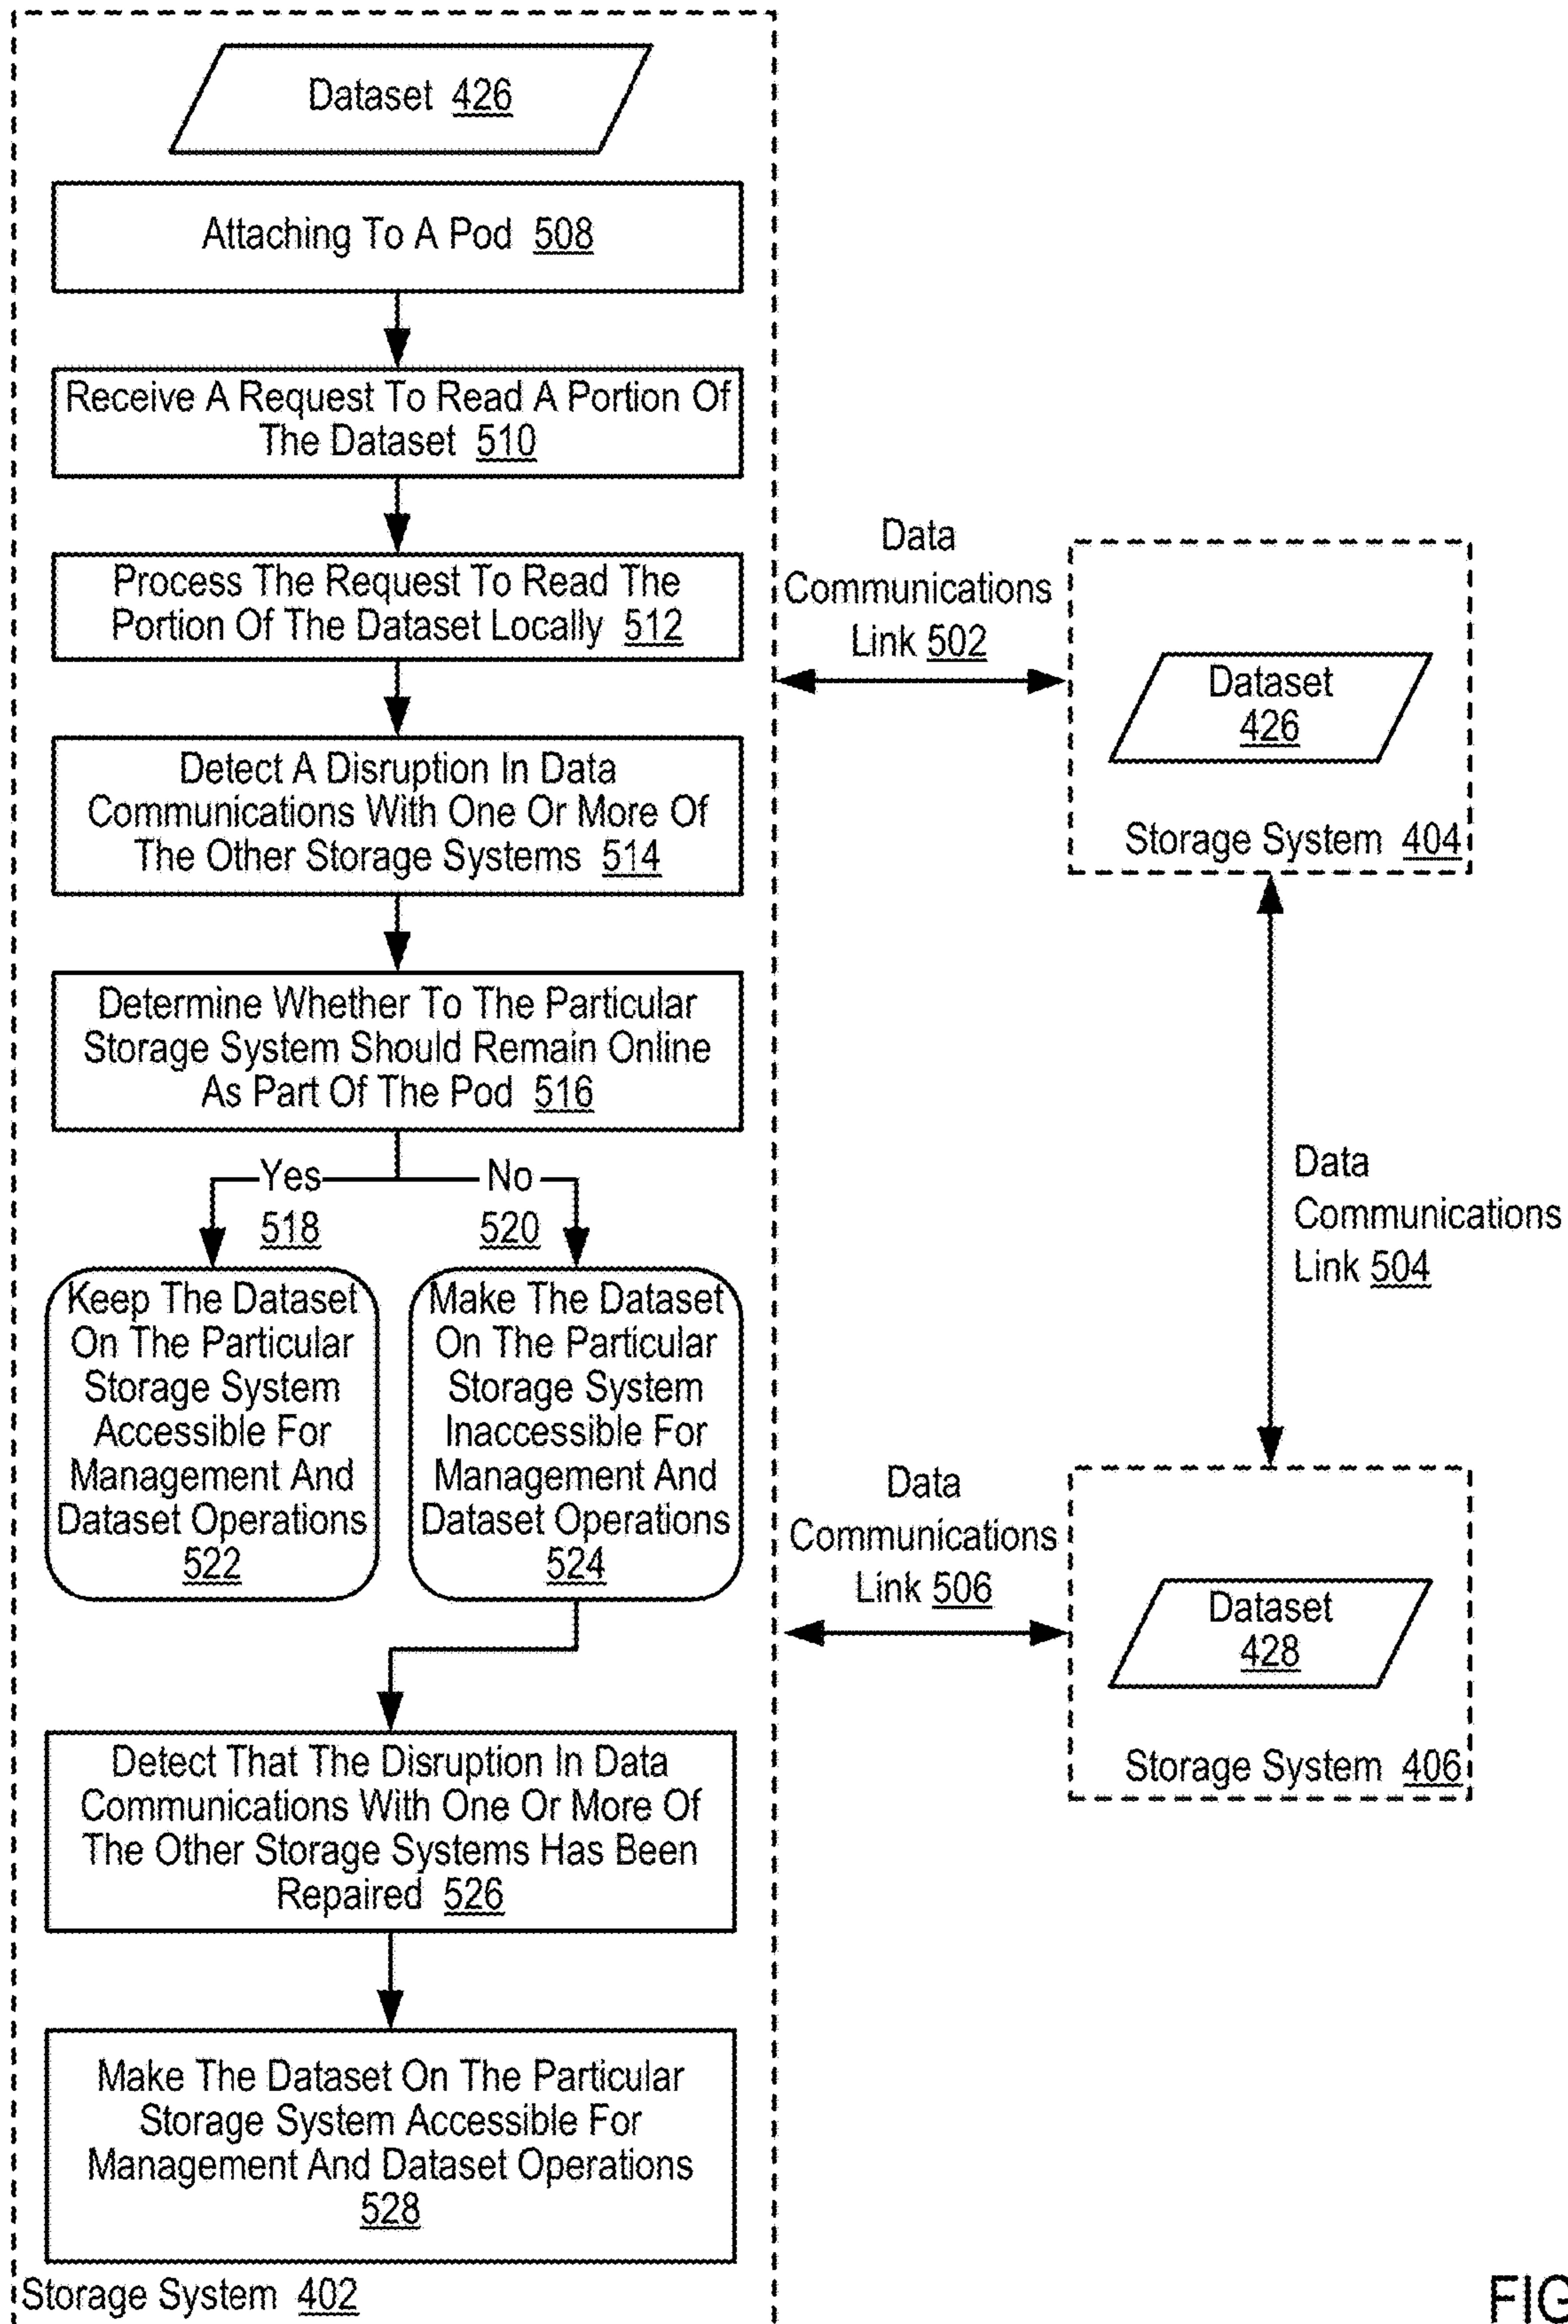 Dataset 426
Attaching To A Pod 508
Receive A Request To Read A Portion Of
The Dataset 510
Process The Request To Read The
Portion Of The Dataset Locally 512
Detect A Disruption In Data
Communications With One Or More Of
The Other Storage Systems 514
Determine Whether To The Particular
Storage System Should Remain Online
As Part Of The Pod 516
Yes
518
No
520
Keep The Dataset
On The Particular
Storage System
Accessible For
Management And
Dataset Operations
522
Make The Dataset
On The Particular
Storage System
Inaccessible For
Management And
Dataset Operations
524
Detect That The Disruption In Data
Communications With One Or More Of
The Other Storage Systems Has Been
Repaired 526
Make The Dataset On The Particular
Storage System Accessible For
Management And Dataset Operations
528
Storage System 402
Data
Communications
Link 502
Dataset
426
Storage System 404
Data
Communications
Link 504
Data
Communications
Link 506
Dataset
428
Storage System 406
FIG